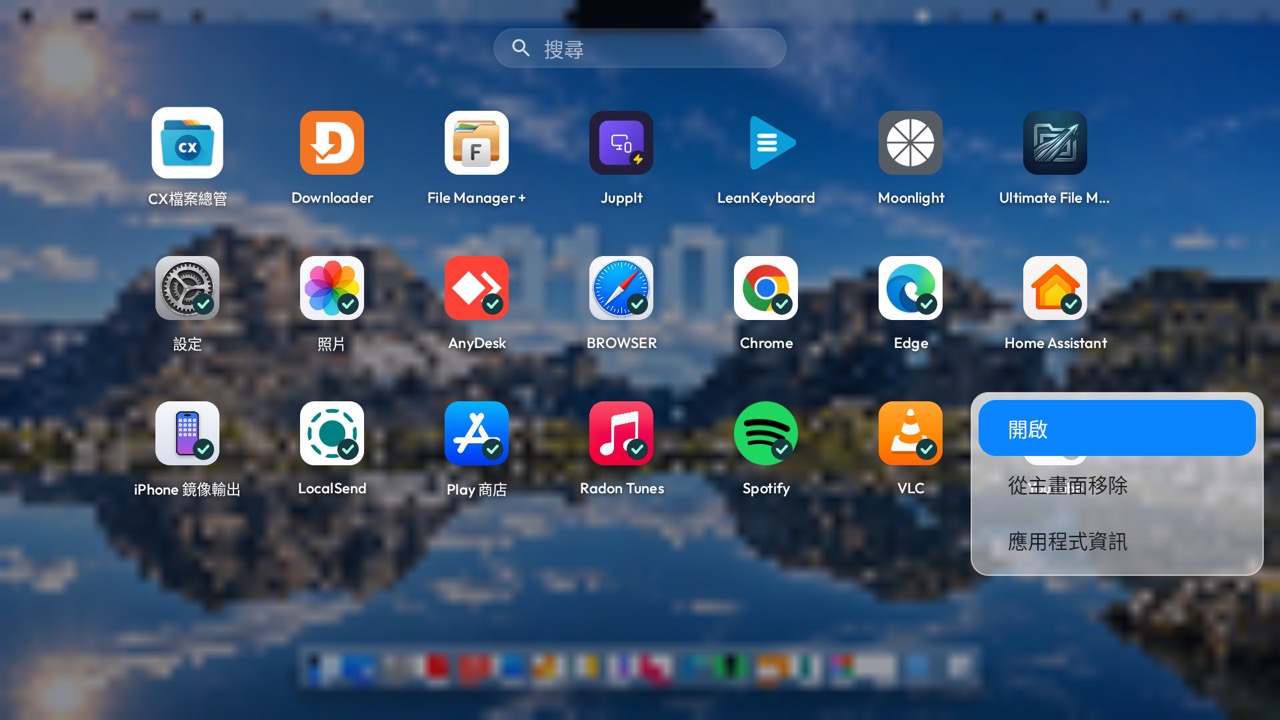 搜尋
CX檔案總管
Downloader
File Manager +
JuppIt
LeanKeyboard
Moonlight
Ultimate File M...
設定
照片
AnyDesk
BROWSER
Chrome
Edge
Home Assistant
iPhone 鏡像輸出
LocalSend
Play 商店
Radon Tunes
Spotify
VLC
開啟
從主畫面移除
應用程式資訊